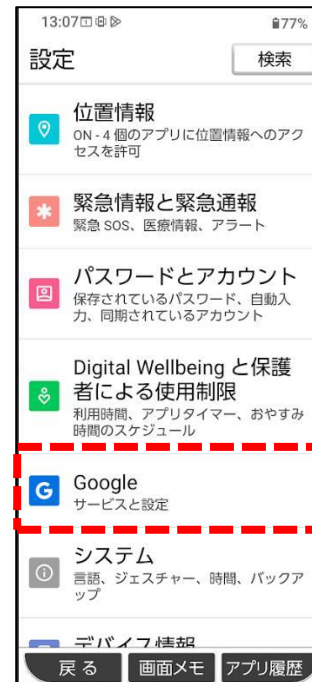 13:07 77%
設定 検索
位置情報
ON - 4 個のアプリに位置情報へのアク
セスを許可
緊急情報と緊急通報
緊急 SOS、医療情報、アラート
パスワードとアカウント
保存されているパスワード、自動入
力、同期されているアカウント
Digital Wellbeing と保護
者による使用制限
利用時間、アプリタイマー、おやすみ
時間のスケジュール
G Google
サービスと設定
システム
言語、ジェスチャー、時間、バックア
ップ
デバイス情報
戻る 画面メモ アプリ履歴